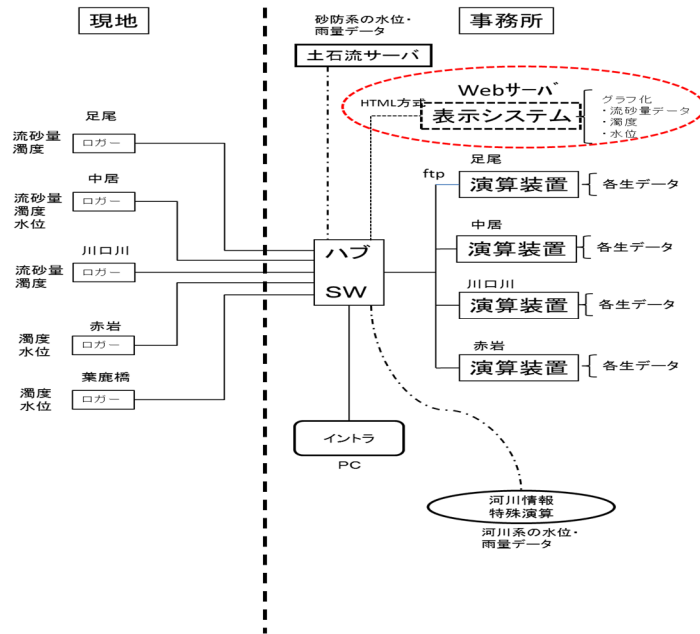 現地
事務所
砂防系の水位・
雨量データ
土石流サーバ
Webサーバ
HTML方式
表示システム
グラフ化
・流砂量データ
・濁度
・水位
足尾
流砂量
濁度
ロガー
中居
流砂量
濁度
水位
ロガー
川口川
流砂量
濁度
ロガー
赤岩
濁度
水位
ロガー
葉鹿橋
濁度
水位
ロガー
ハブ
SW
ftp
足尾
演算装置
各生データ
中居
演算装置
各生データ
川口川
演算装置
各生データ
赤岩
演算装置
各生データ
イントラ
PC
河川情報
特殊演算
河川系の水位・
雨量データ